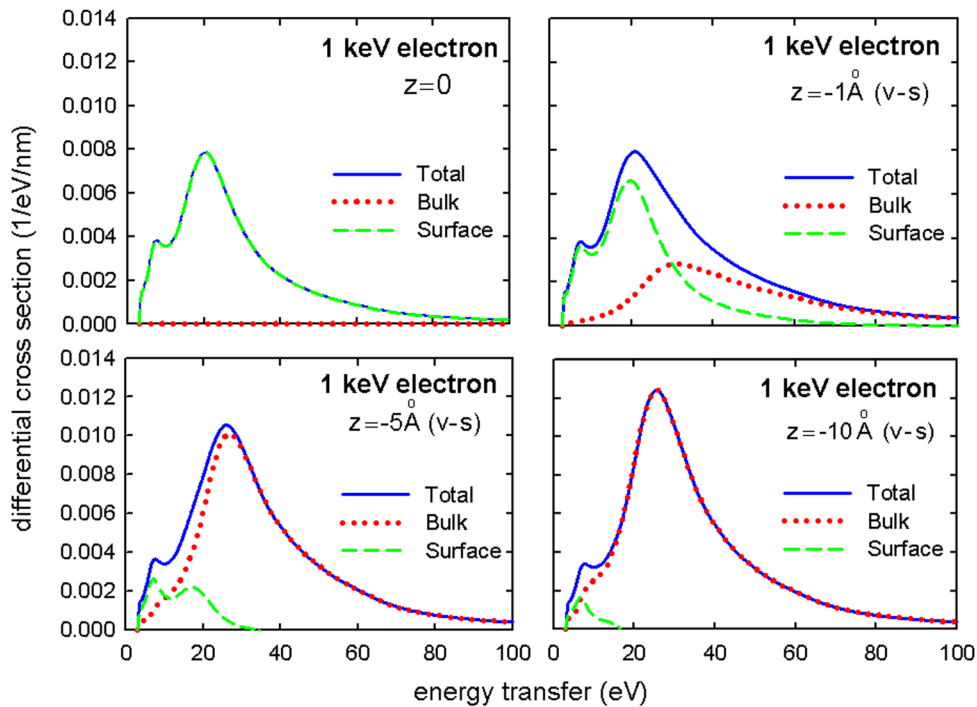 differential cross section (1/eV/nm)
0.014
0.012
0.010
0.008
0.006
0.004
0.002
0.000
1 keV electron
z=0
Total
Bulk
Surface
1 keV electron
z=-1Å (v-s)
Total
Bulk
Surface
0.014
0.012
0.010
0.008
0.006
0.004
0.002
0.000
1 keV electron
z=-5Å (v-s)
Total
Bulk
Surface
0 20 40 60 80 100
1 keV electron
z=-10Å (v-s)
Total
Bulk
Surface
0 20 40 60 80 100
energy transfer (eV)